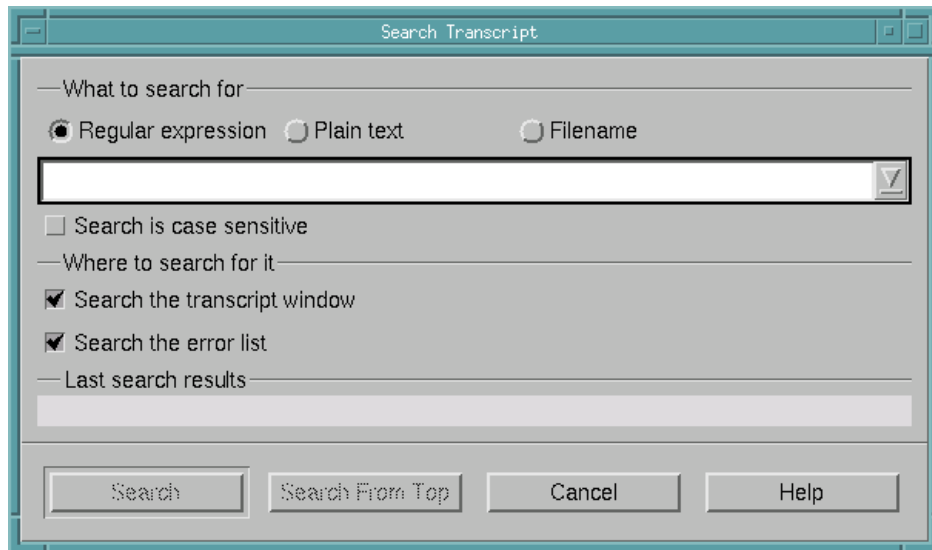 Search Transcript
What to search for
Regular expression Plain text Filename
Search is case sensitive
Where to search for it
Search the transcript window
Search the error list
Last search results
Search Search From Top Cancel Help